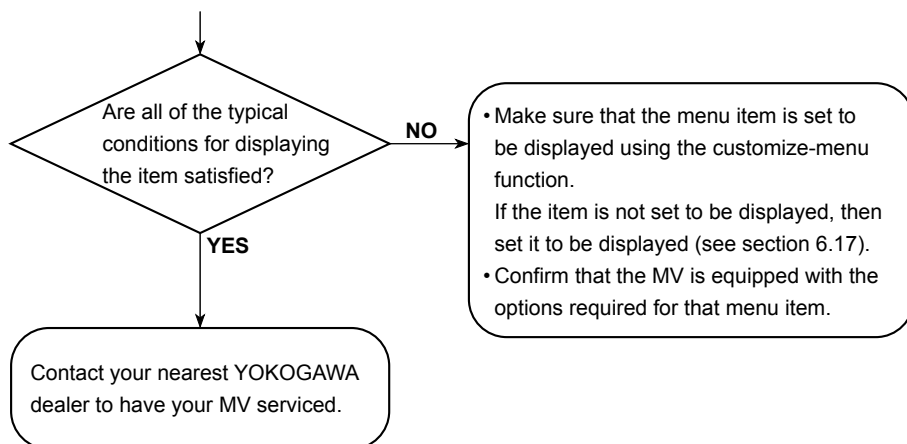 Are all of the typical
conditions for displaying
the item satisfied?
NO
• Make sure that the menu item is set to
be displayed using the customize-menu
function.
If the item is not set to be displayed, then
set it to be displayed (see section 6.17).
• Confirm that the MV is equipped with the
options required for that menu item.
YES
Contact your nearest YOKOGAWA
dealer to have your MV serviced.